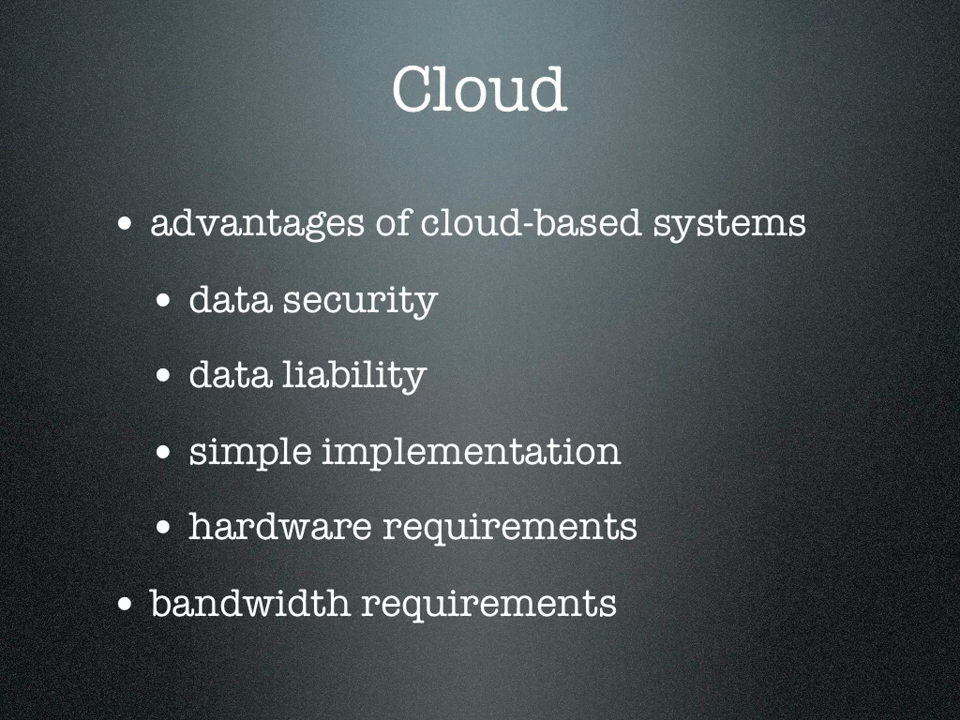 Cloud
• advantages of cloud-based systems
• data security
• data liability
• simple implementation
• hardware requirements
• bandwidth requirements